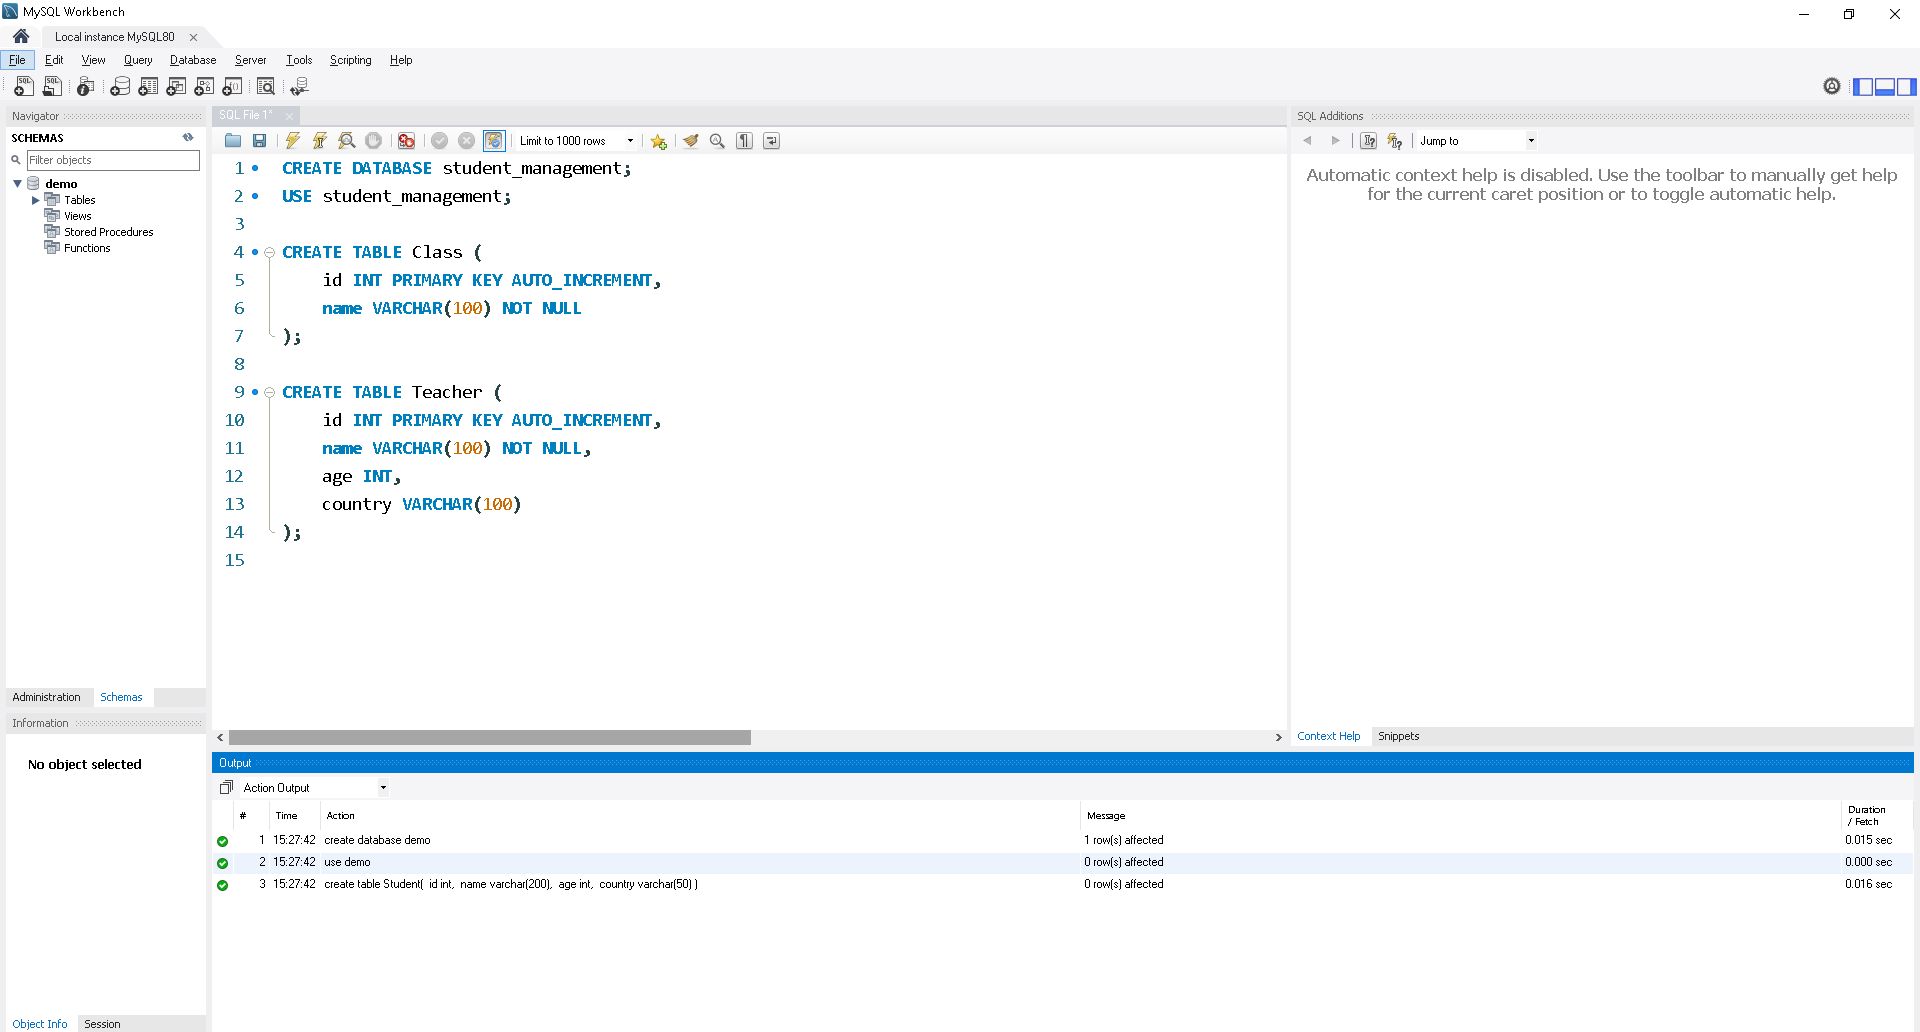 MySQL Workbench
Local instance MySQL80
File Edit View Query Database Server Tools Scripting Help
Navigator
SCHEMAS
Filter objects
demo
Tables
Views
Stored Procedures
Functions
Administration Schemas
Information
No object selected
Object Info Session
SQL File 1*
Limit to 1000 rows
1 CREATE DATABASE student_management;
2 USE student_management;
3
4 CREATE TABLE Class (
5 id INT PRIMARY KEY AUTO_INCREMENT,
6 name VARCHAR(100) NOT NULL
7 );
8
9 CREATE TABLE Teacher (
10 id INT PRIMARY KEY AUTO_INCREMENT,
11 name VARCHAR(100) NOT NULL,
12 age INT,
13 country VARCHAR(100)
14 );
15
SQL Additions
Jump to
Automatic context help is disabled. Use the toolbar to manually get help
for the current caret position or to toggle automatic help.
Context Help Snippets
Output
Action Output
# Time Action Message Duration / Fetch
1 15:27:42 create database demo 1 row(s) affected 0.015 sec
2 15:27:42 use demo 0 row(s) affected 0.000 sec
3 15:27:42 create table Student( id int, name varchar(200), age int, country varchar(50) ) 0 row(s) affected 0.016 sec